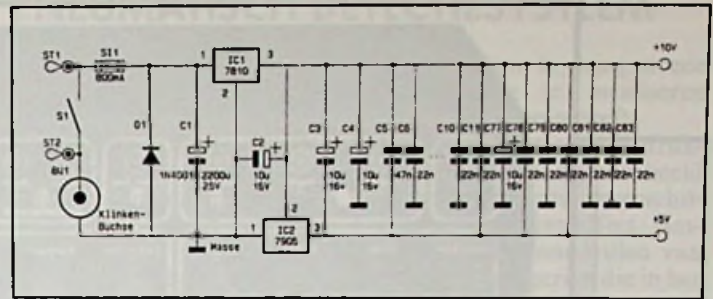 ST1
SI1
800mA
S1
ST2
BU1
Klinken-
Buchse
D1
1N4001
C1
2200u
25V
Masse
1
IC1
7810
3
2
C2
10u
16V
2
1
IC2
7905
3
C3
10u
16v
C4
10u
16v
C5
47n
C6
22n
C10
22n
C11
22n
C77
C78
10u
16v
C79
22n
C80
22n
C81
22n
C82
22n
C83
22n
+10V
+5V